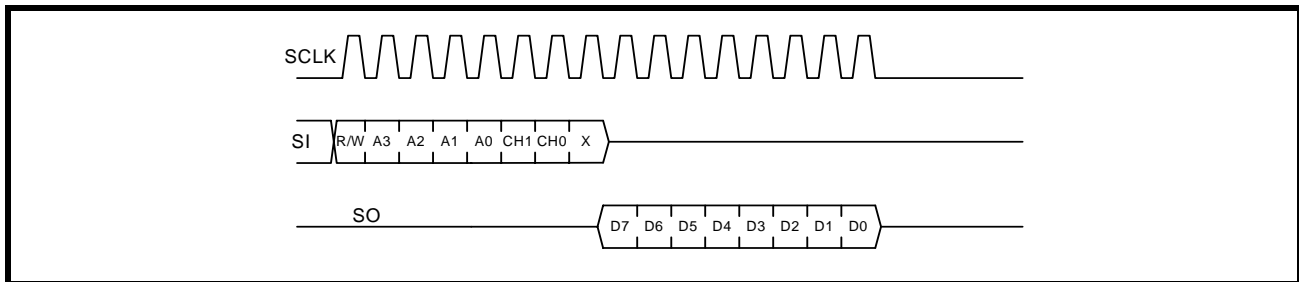 SCLK
SI R/W A3 A2 A1 A0 CH1 CH0 X
SO
D7 D6 D5 D4 D3 D2 D1 D0